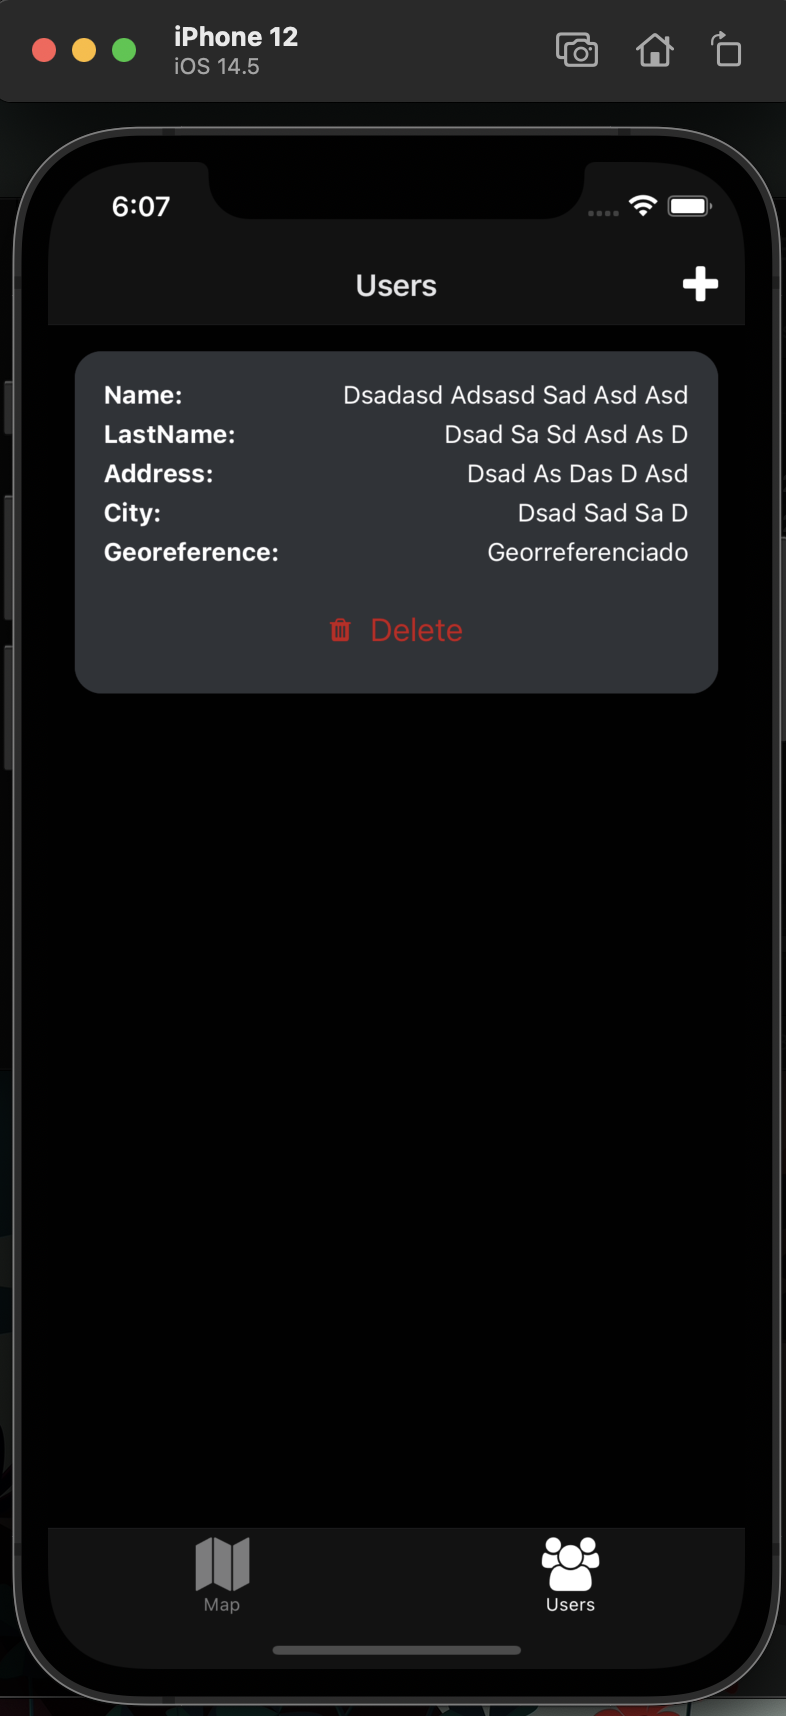 iPhone 12
iOS 14.5
6:07
Users
Name: Dsadasd Adsasd Sad Asd Asd
LastName: Dsad Sa Sd Asd As D
Address: Dsad As Das D Asd
City: Dsad Sad Sa D
Georeference: Georreferenciado
Delete
Map Users